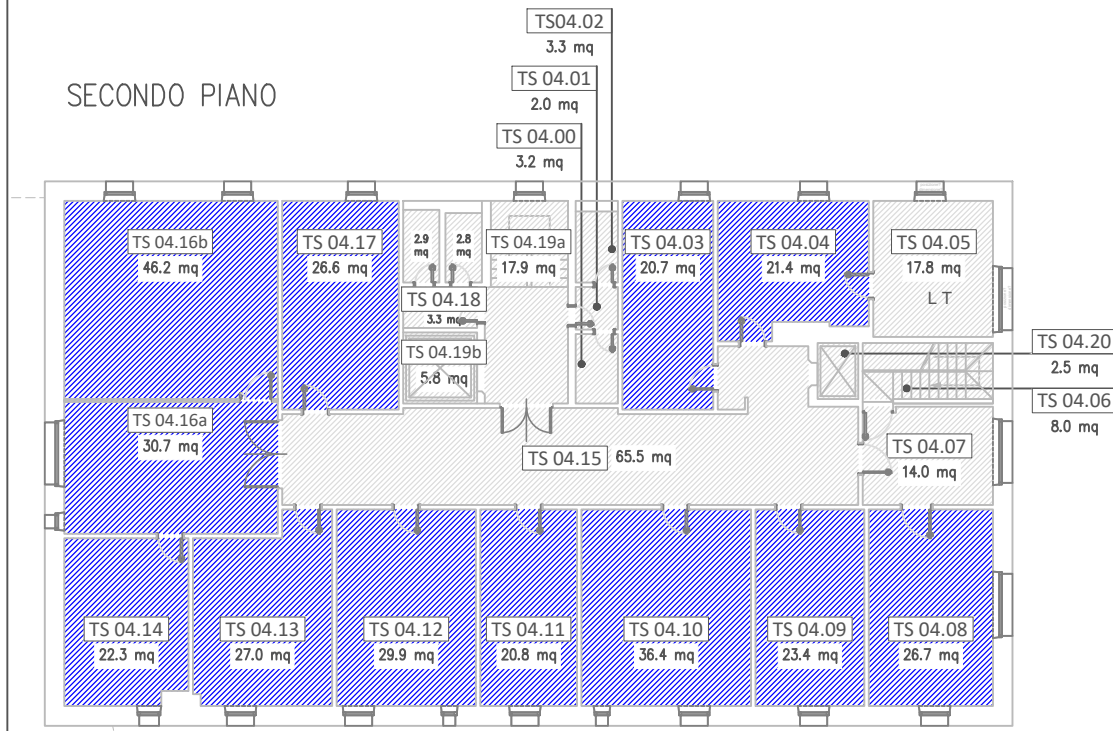 TS04.02
3.3 mq
SECONDO PIANO
TS 04.01
2.0 mq
TS 04.00
3.2 mq
TS 04.16b
46.2 mq
TS 04.17
26.6 mq
2.9
mq
2.8
mq
TS 04.19a
17.9 mq
TS 04.03
20.7 mq
TS 04.04
21.4 mq
TS 04.05
17.8 mq
LT
TS 04.18
3.3 mq
TS 04.19b
5.8 mq
TS 04.20
2.5 mq
TS 04.06
8.0 mq
TS 04.16a
30.7 mq
TS 04.15 65.5 mq
TS 04.07
14.0 mq
TS 04.14
22.3 mq
TS 04.13
27.0 mq
TS 04.12
29.9 mq
TS 04.11
20.8 mq
TS 04.10
36.4 mq
TS 04.09
23.4 mq
TS 04.08
26.7 mq